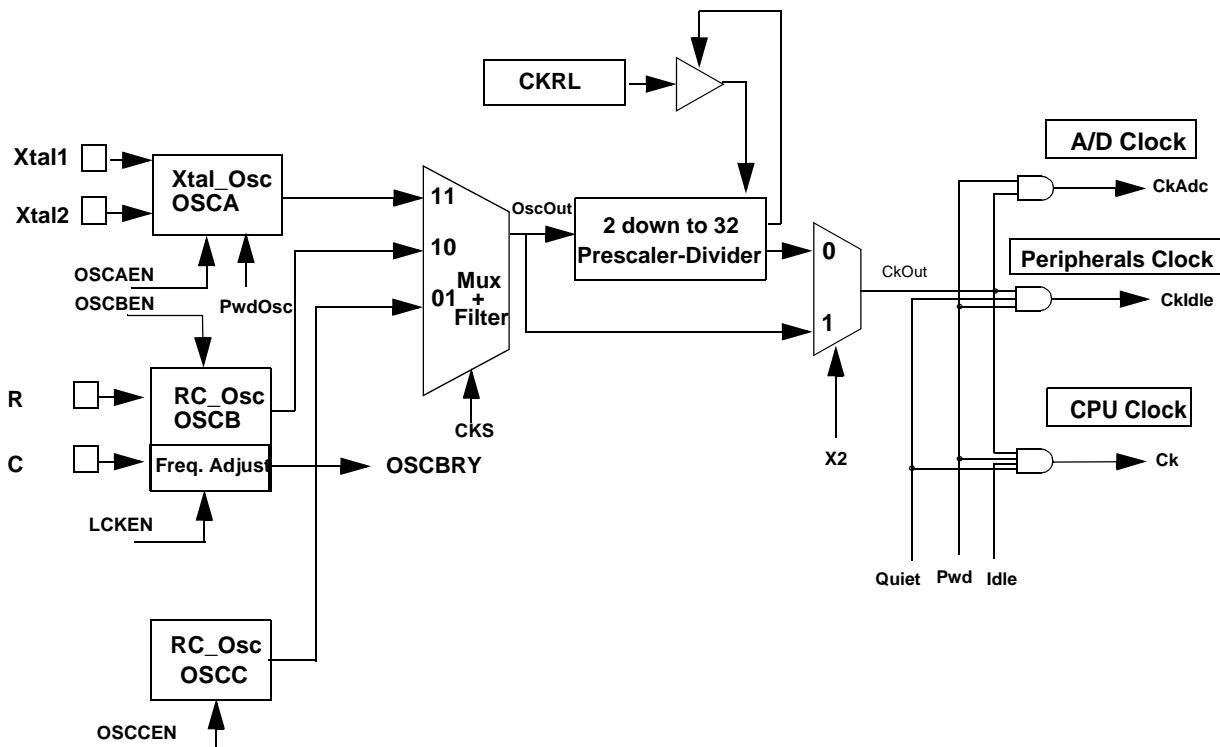 CKRL
A/D Clock
Xtal1
Xtal_Osc
OSCA
11
OscOut
2 down to 32
Prescaler-Divider
0
CkAdc
Xtal2
10
CkOut
Peripherals Clock
OSCAEN
OSCBEN
PwdOsc
01
Mux
+
Filter
1
CkIdle
R
RC_Osc
OSCB
CKS
X2
CPU Clock
C
Freq. Adjust
OSCBRY
Ck
LCKEN
Quiet
Pwd
Idle
RC_Osc
OSCC
OSCCEN